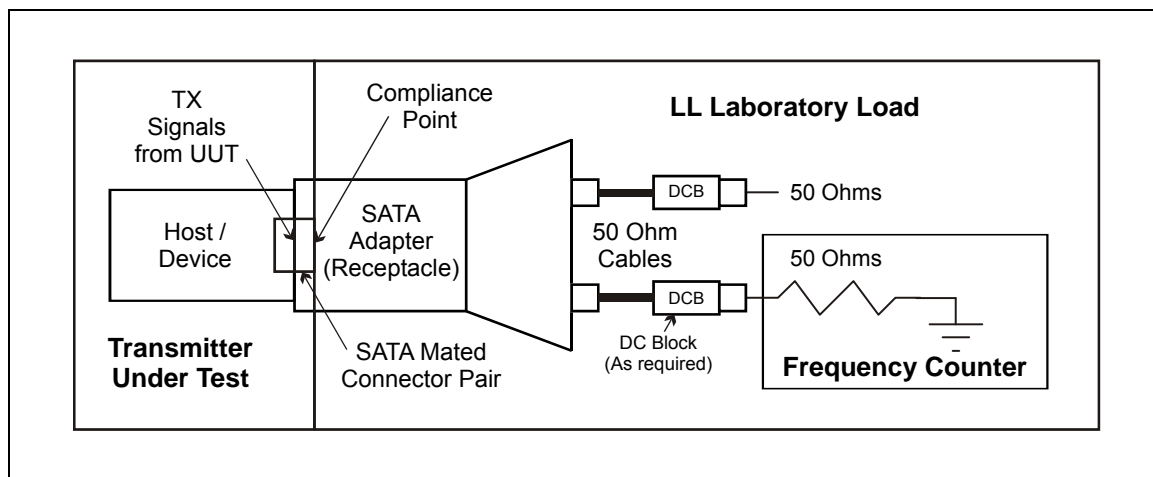 TX
Signals
from UUT
Compliance
Point
LL Laboratory Load
Host /
Device
SATA
Adapter
(Receptacle)
DCB
50 Ohms
50 Ohm
Cables
50 Ohms
DCB
DC Block
(As required)
Frequency Counter
Transmitter
Under Test
SATA Mated
Connector Pair